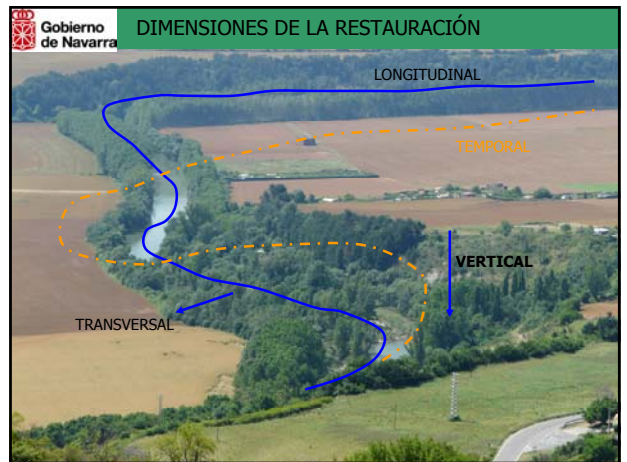 Gobierno
de Navarra
DIMENSIONES DE LA RESTAURACIÓN
LONGITUDINAL
TEMPORAL
VERTICAL
TRANSVERSAL